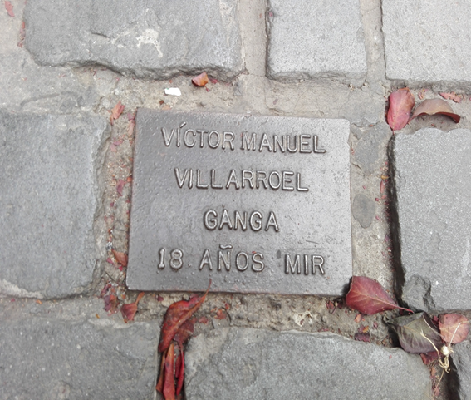 VÍCTOR MANUEL
VILLARROEL
GANGA
18 AÑOS MIR